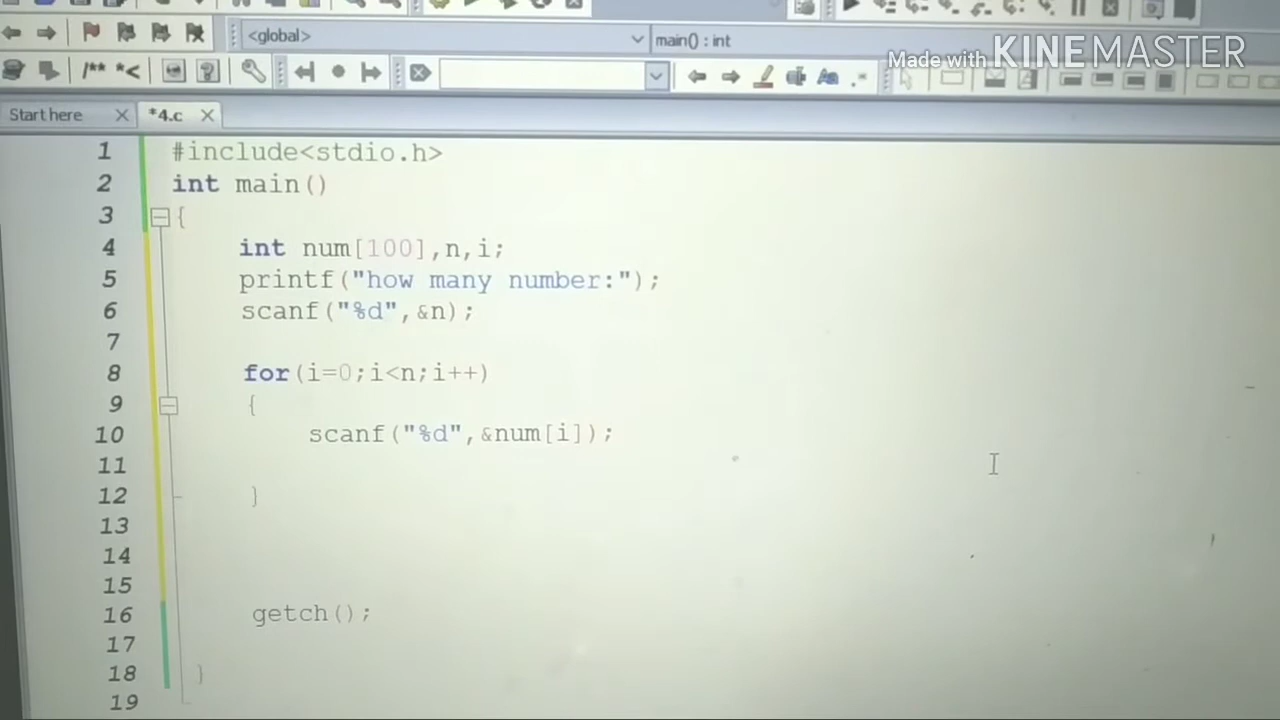 <global>
main() : int
Made with KINEMASTER
/** *<
Start here
*4.c
1 #include<stdio.h>
2 int main()
3 {
4 int num[100],n,i;
5 printf("how many number:");
6 scanf("%d",&n);
7
8 for(i=0;i<n;i++)
9 {
10 scanf("%d",&num[i]);
11
12 }
13
14
15
16 getch();
17
18 }
19